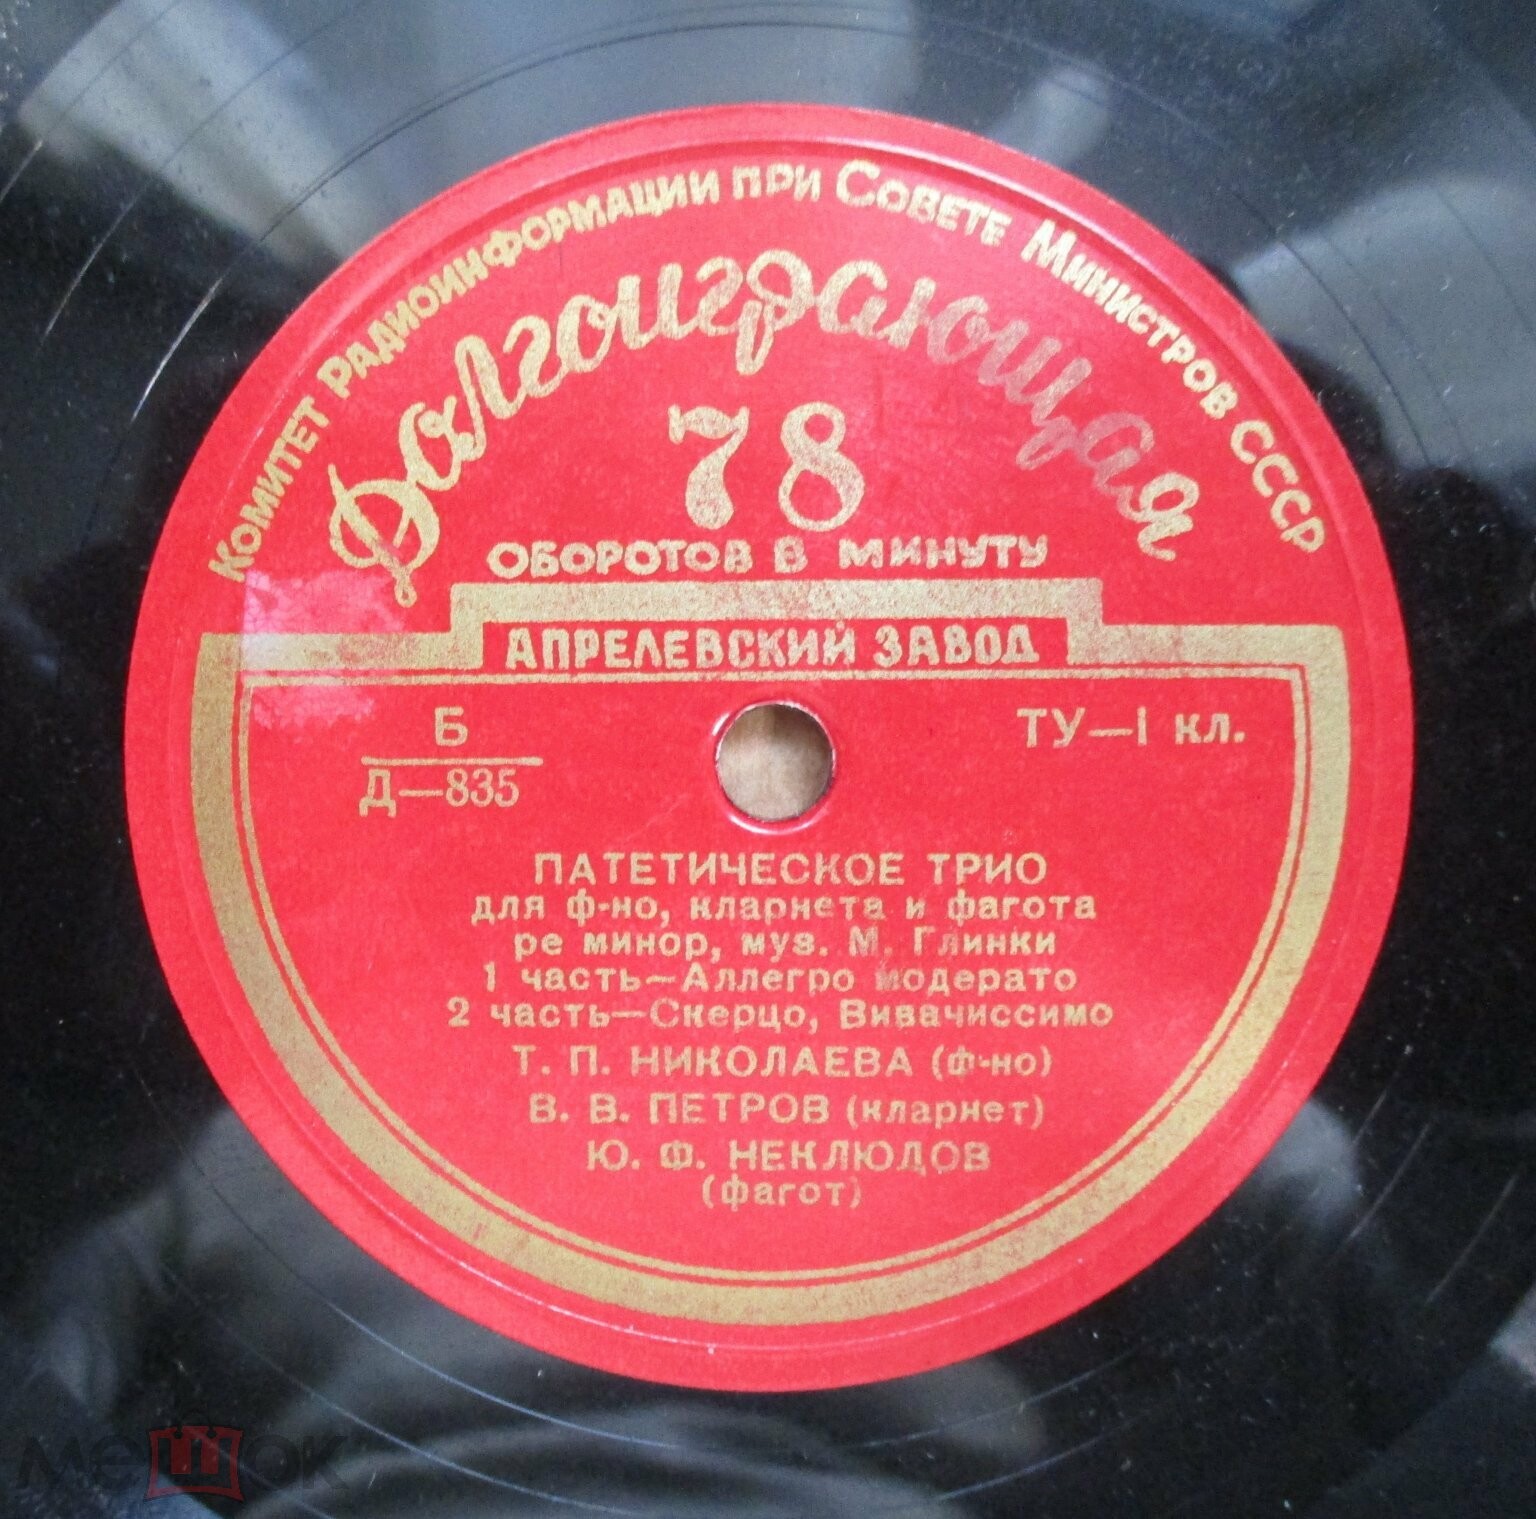 Комитет Радиоинформации при Совете Министров СССР
Долгоиграющая
78
ОБОРОТОВ В МИНУТУ
АПРЕЛЕВСКИЙ ЗАВОД
Б
Д—835
ТУ—I кл.
ПАТЕТИЧЕСКОЕ ТРИО
для ф-но, кларнета и фагота
ре минор, муз. М. Глинки
1 часть—Аллегро модерато
2 часть—Скерцо, Вивачиссимо
Т. П. НИКОЛАЕВА (ф-но)
В. В. ПЕТРОВ (кларнет)
Ю. Ф. НЕКЛЮДОВ
(фагот)
мешок